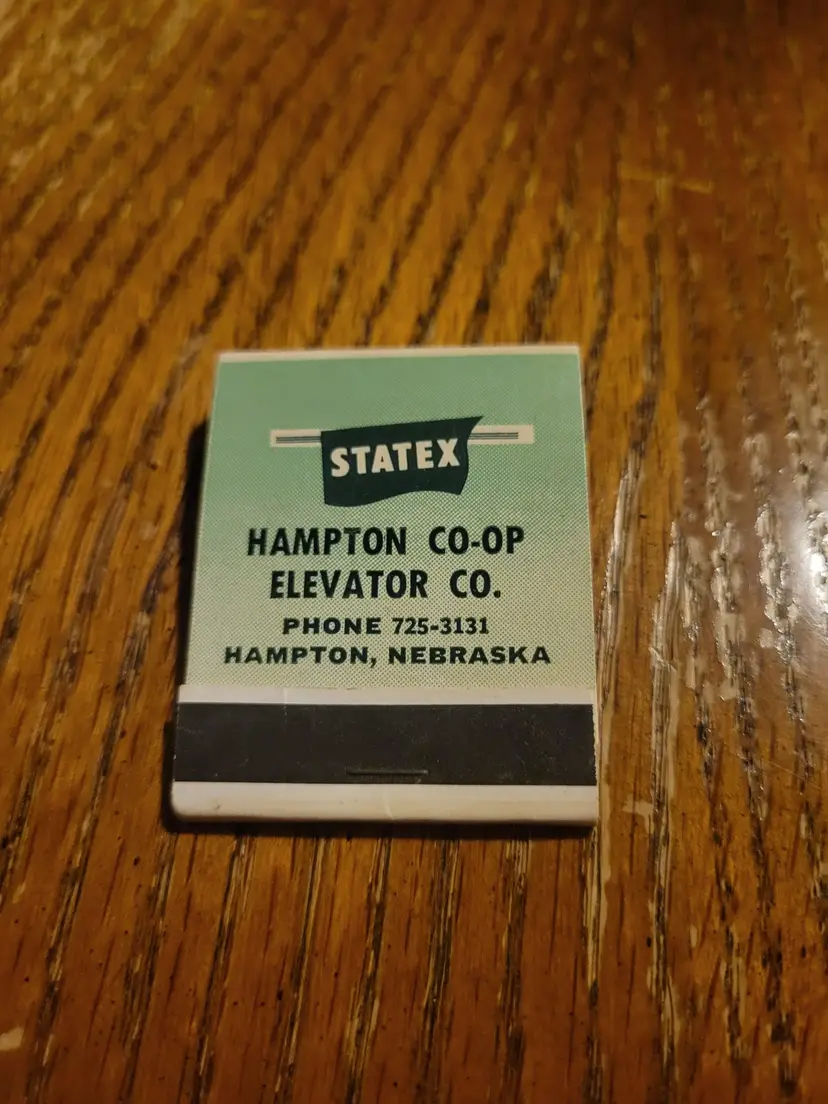 STATEX
HAMPTON CO-OP
ELEVATOR CO.
PHONE 725-3131
HAMPTON, NEBRASKA